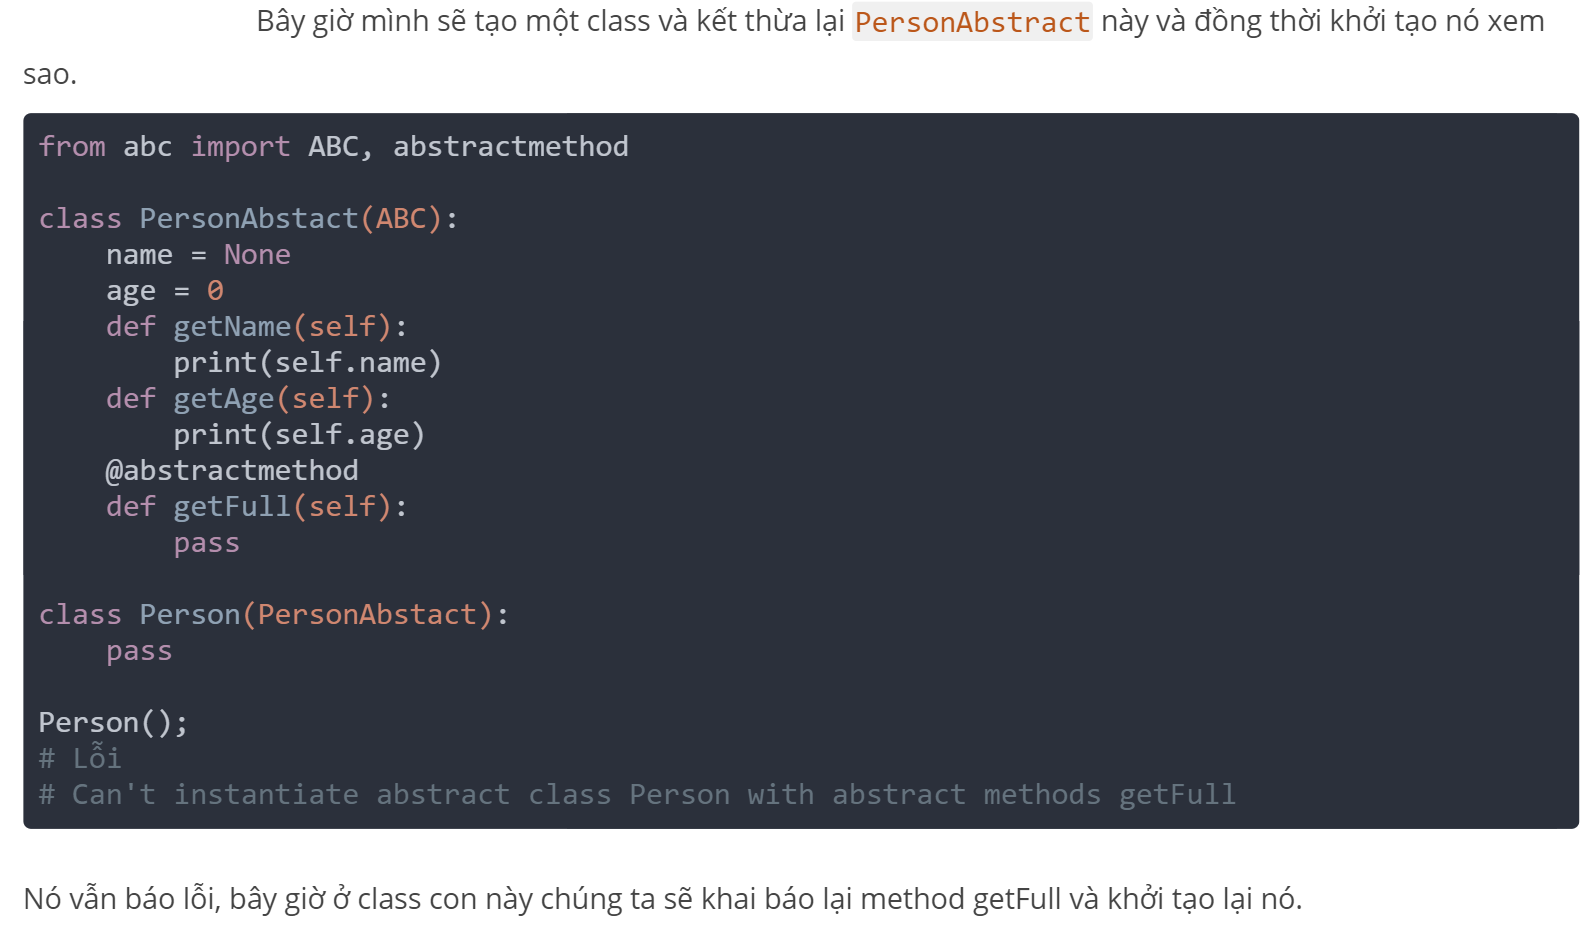 Bây giờ mình sẽ tạo một class và kết thừa lại PersonAbstract này và đồng thời khởi tạo nó xem
sao.
from abc import ABC, abstractmethod
class PersonAbstact(ABC):
    name = None
    age = 0
    def getName(self):
        print(self.name)
    def getAge(self):
        print(self.age)
    @abstractmethod
    def getFull(self):
        pass
class Person(PersonAbstact):
    pass
Person();
# Lỗi
# Can't instantiate abstract class Person with abstract methods getFull
Nó vẫn báo lỗi, bây giờ ở class con này chúng ta sẽ khai báo lại method getFull và khởi tạo lại nó.